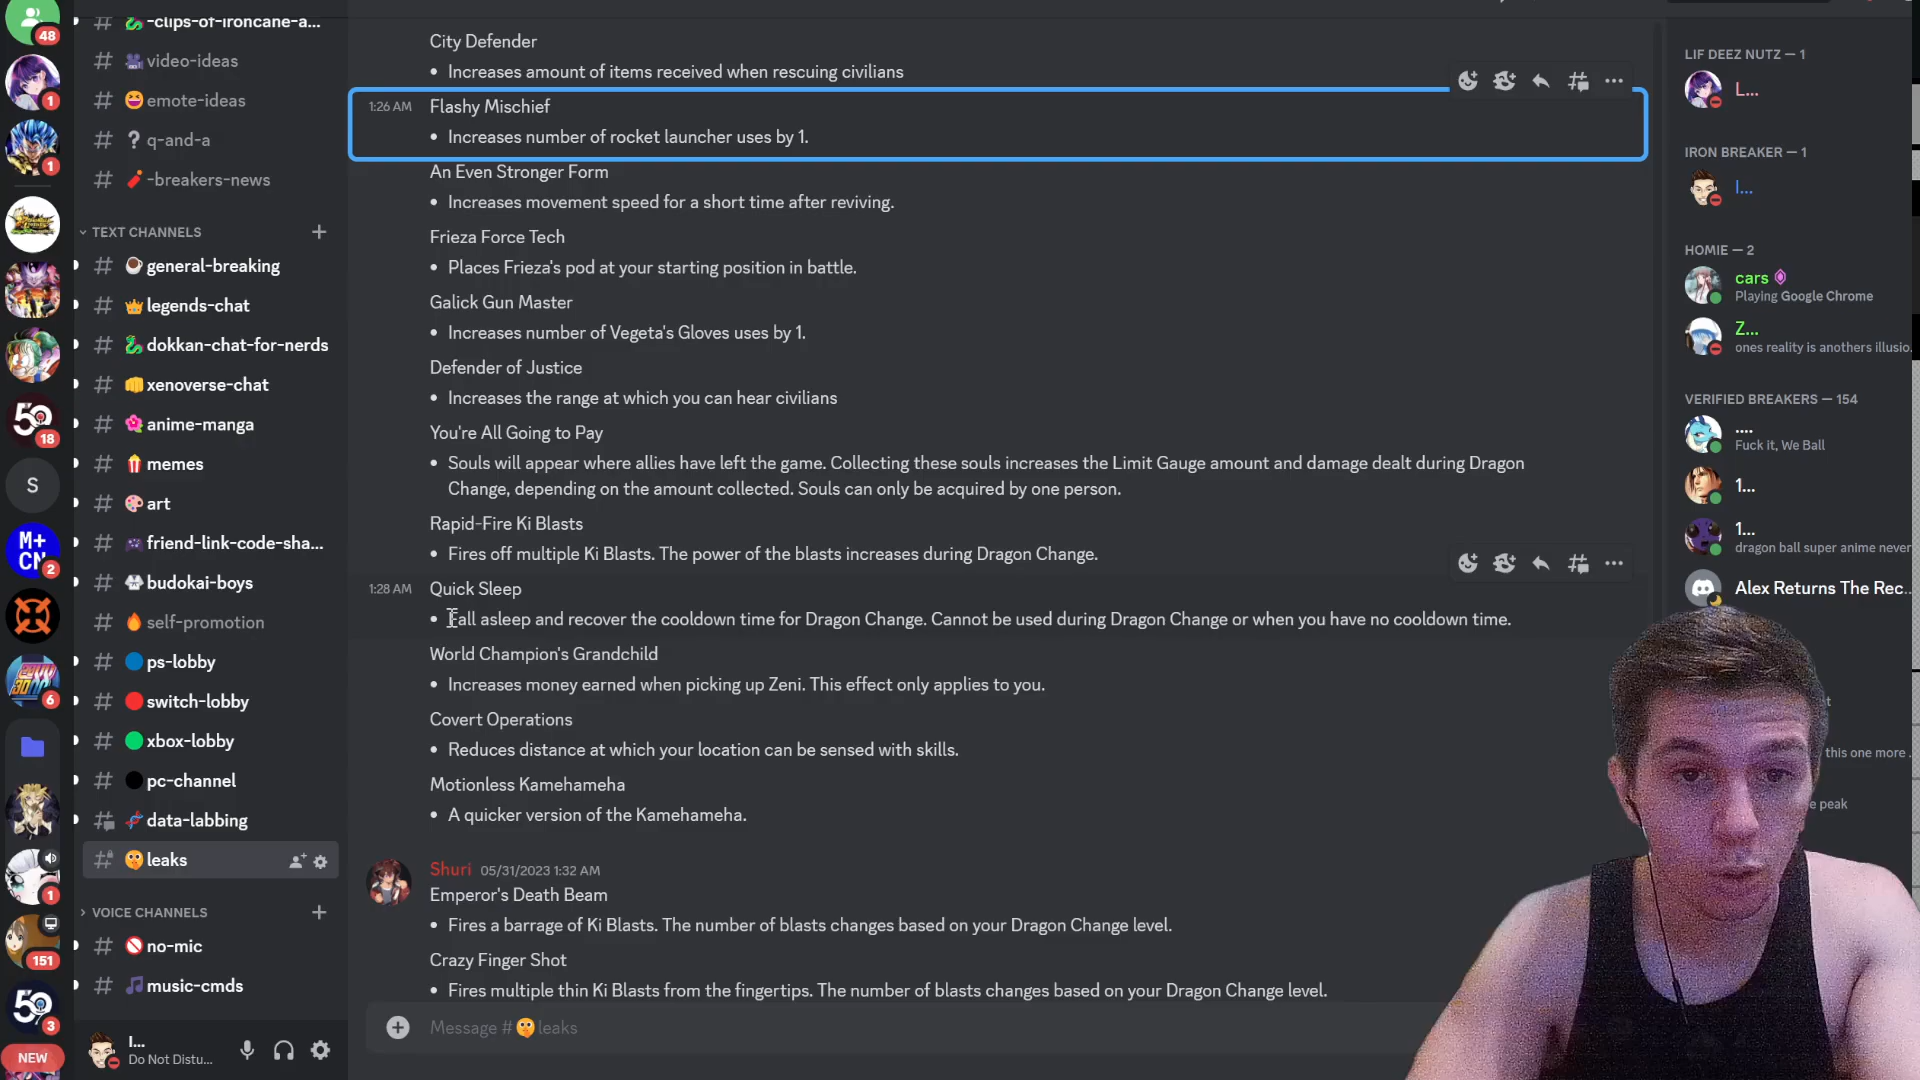 48
1
1
18
M+
CN
2
6
1
151
3
NEW
S
-clips-of-ironcane-a...
video-ideas
emote-ideas
q-and-a
-breakers-news
TEXT CHANNELS
general-breaking
legends-chat
dokkan-chat-for-nerds
xenoverse-chat
anime-manga
memes
art
friend-link-code-sha...
budokai-boys
self-promotion
ps-lobby
switch-lobby
xbox-lobby
pc-channel
data-labbing
leaks
VOICE CHANNELS
no-mic
music-cmds
I...
Do Not Distu...
City Defender
• Increases amount of items received when rescuing civilians
1:26 AM Flashy Mischief
• Increases number of rocket launcher uses by 1.
An Even Stronger Form
• Increases movement speed for a short time after reviving.
Frieza Force Tech
• Places Frieza's pod at your starting position in battle.
Galick Gun Master
• Increases number of Vegeta's Gloves uses by 1.
Defender of Justice
• Increases the range at which you can hear civilians
You're All Going to Pay
• Souls will appear where allies have left the game. Collecting these souls increases the Limit Gauge amount and damage dealt during Dragon
Change, depending on the amount collected. Souls can only be acquired by one person.
Rapid-Fire Ki Blasts
• Fires off multiple Ki Blasts. The power of the blasts increases during Dragon Change.
1:28 AM Quick Sleep
• Fall asleep and recover the cooldown time for Dragon Change. Cannot be used during Dragon Change or when you have no cooldown time.
World Champion's Grandchild
• Increases money earned when picking up Zeni. This effect only applies to you.
Covert Operations
• Reduces distance at which your location can be sensed with skills.
Motionless Kamehameha
• A quicker version of the Kamehameha.
Shuri 05/31/2023 1:32 AM
Emperor's Death Beam
• Fires a barrage of Ki Blasts. The number of blasts changes based on your Dragon Change level.
Crazy Finger Shot
• Fires multiple thin Ki Blasts from the fingertips. The number of blasts changes based on your Dragon Change level.
Message # leaks
LIF DEEZ NUTZ — 1
L...
IRON BREAKER — 1
I...
HOMIE — 2
cars
Playing Google Chrome
Z...
ones reality is anothers illusio.
VERIFIED BREAKERS — 154
....
Fuck it, We Ball
1...
1...
dragon ball super anime never
Alex Returns The Rec...
this one more .
e peak